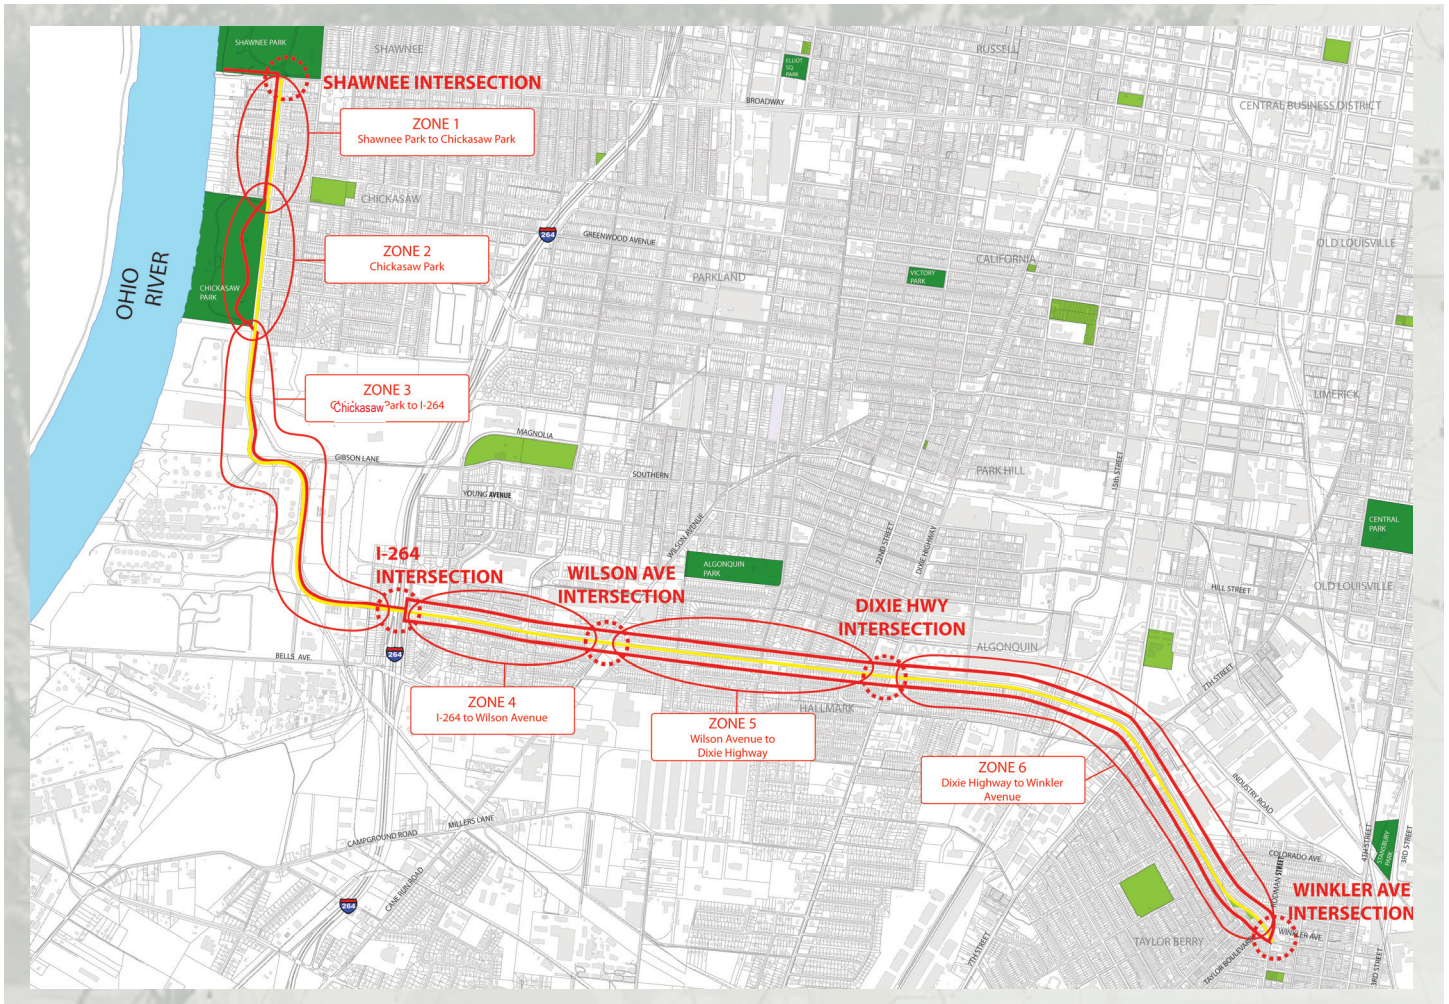 SHAWNEE PARK
SHAWNEE
SHAWNEE INTERSECTION
ELLIOT
SQ.
PARK
RUSSELL
BROADWAY
CENTRAL BUSINESS DISTRICT
ZONE 1
Shawnee Park to Chickasaw Park
CHICKASAW
264
GREENWOOD AVENUE
OLD LOUISVILLE
ZONE 2
Chickasaw Park
OHIO
RIVER
CHICKASAW
PARK
PARKLAND
VICTORY
PARK
CALIFORNIA
ZONE 3
Chickasaw Park to I-264
LIMERICK
MAGNOLIA
GIBSON LANE
SOUTHERN
PARK HILL
15th STREET
YOUNG AVENUE
WILSON AVENUE
22ND STREET
DIXIE HIGHWAY
CENTRAL
PARK
I-264
INTERSECTION
WILSON AVE
INTERSECTION
ALGONQUIN
PARK
HILL STREET
OLD LOUISVILLE
DIXIE HWY
INTERSECTION
ALGONQUIN
BELLS AVE.
264
7TH STREET
ZONE 4
I-264 to Wilson Avenue
HALLMARK
ZONE 5
Wilson Avenue to
Dixie Highway
ZONE 6
Dixie Highway to Winkler
Avenue
INDUSTRY ROAD
MILLERS LANE
CAMPGROUND ROAD
4TH STREET
STANSBURY
PARK
3RD STREET
COLORADO AVE.
CANE RUN ROAD
264
RODMAN STREET
WINKLER AVE
INTERSECTION
WINKLER AVE.
TAYLOR BERRY
TAYLOR BOULEVARD
7TH STREET
3RD STREET